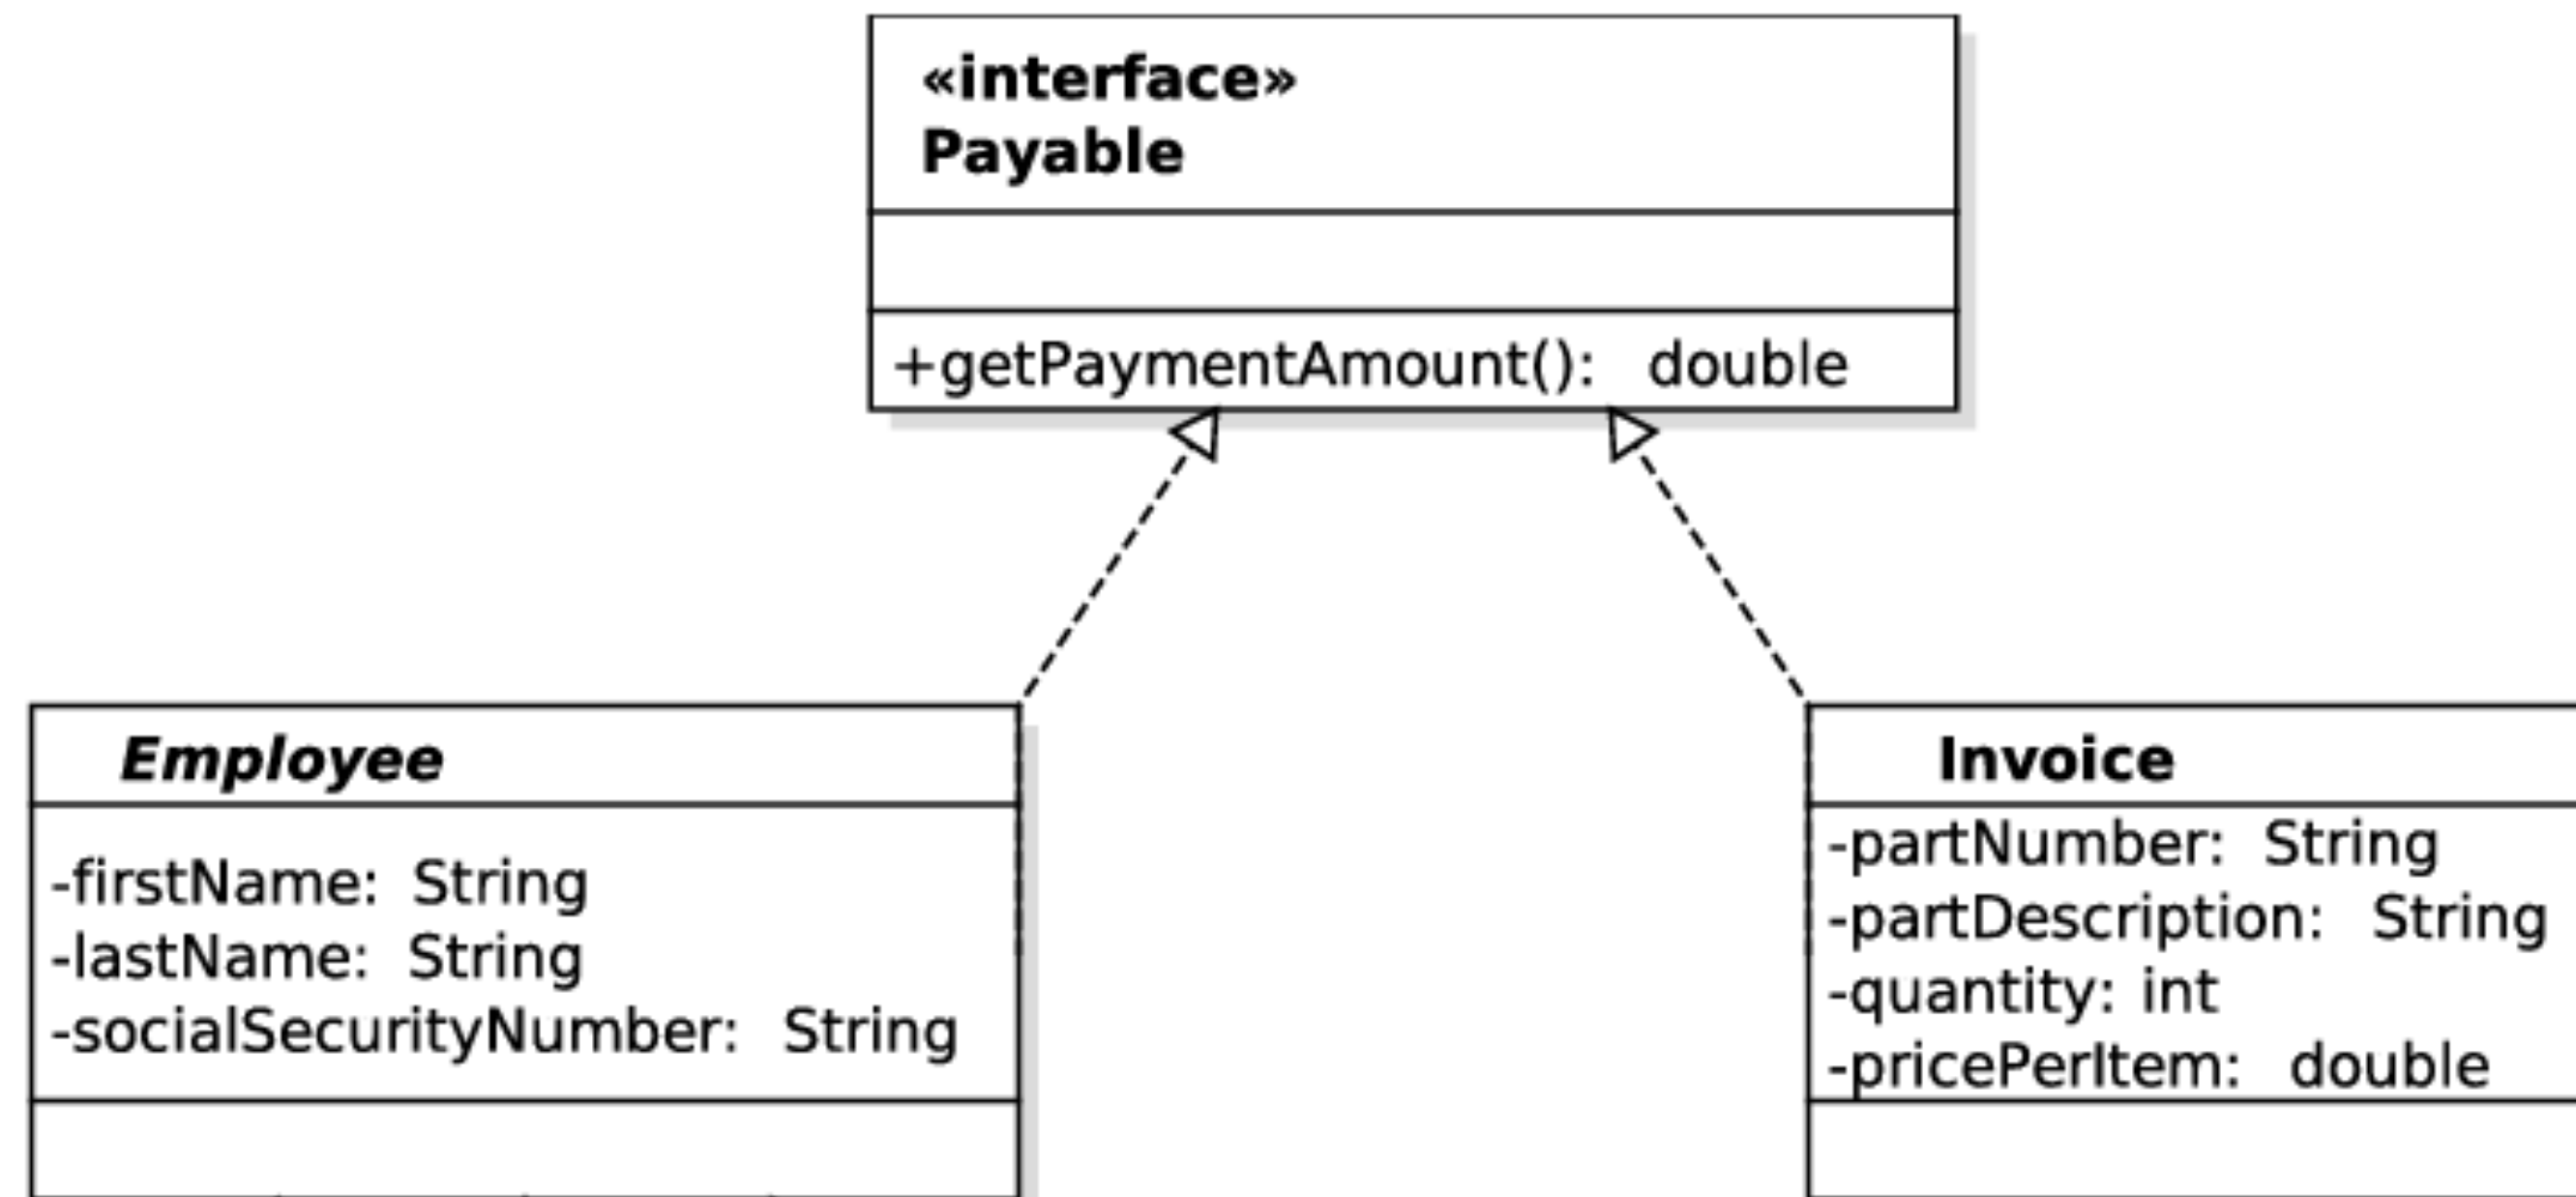 «interface»
Payable
+getPaymentAmount(): double
Employee
-firstName: String
-lastName: String
-socialSecurityNumber: String
Invoice
-partNumber: String
-partDescription: String
-quantity: int
-pricePerItem: double